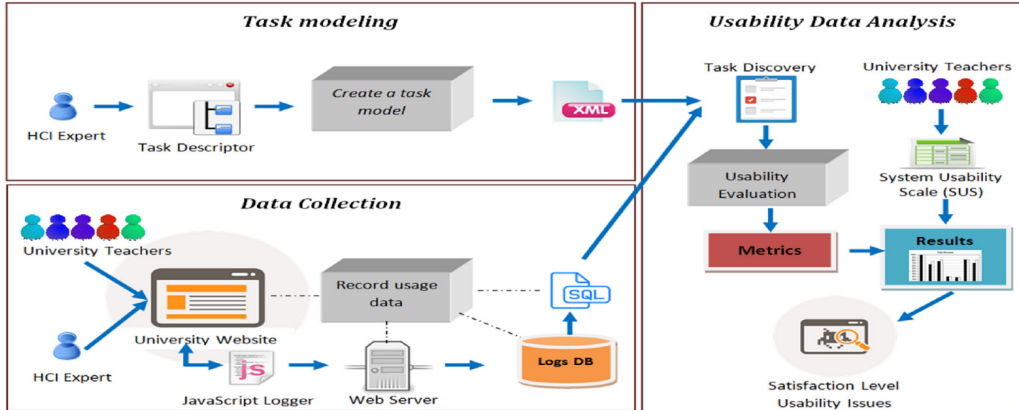 Task modeling
HCI Expert
Task Descriptor
Create a task
model
XML
Data Collection
University Teachers
HCI Expert
University Website
js
JavaScript Logger
Record usage
data
Web Server
SQL
Logs DB
Usability Data Analysis
Task Discovery
University Teachers
Usability
Evaluation
System Usability
Scale (SUS)
Metrics
Results
Satisfaction Level
Usability Issues